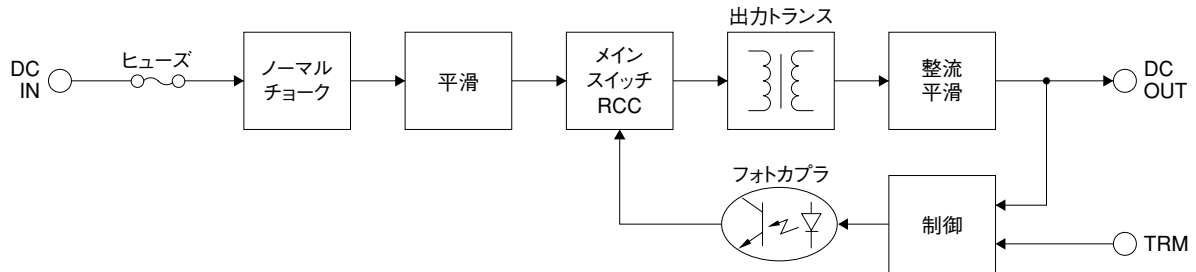 DC
IN
ヒューズ
ノーマル
チョーク
平滑
メイン
スイッチ
RCC
出力トランス
整流
平滑
DC
OUT
フォトカプラ
制御
TRM